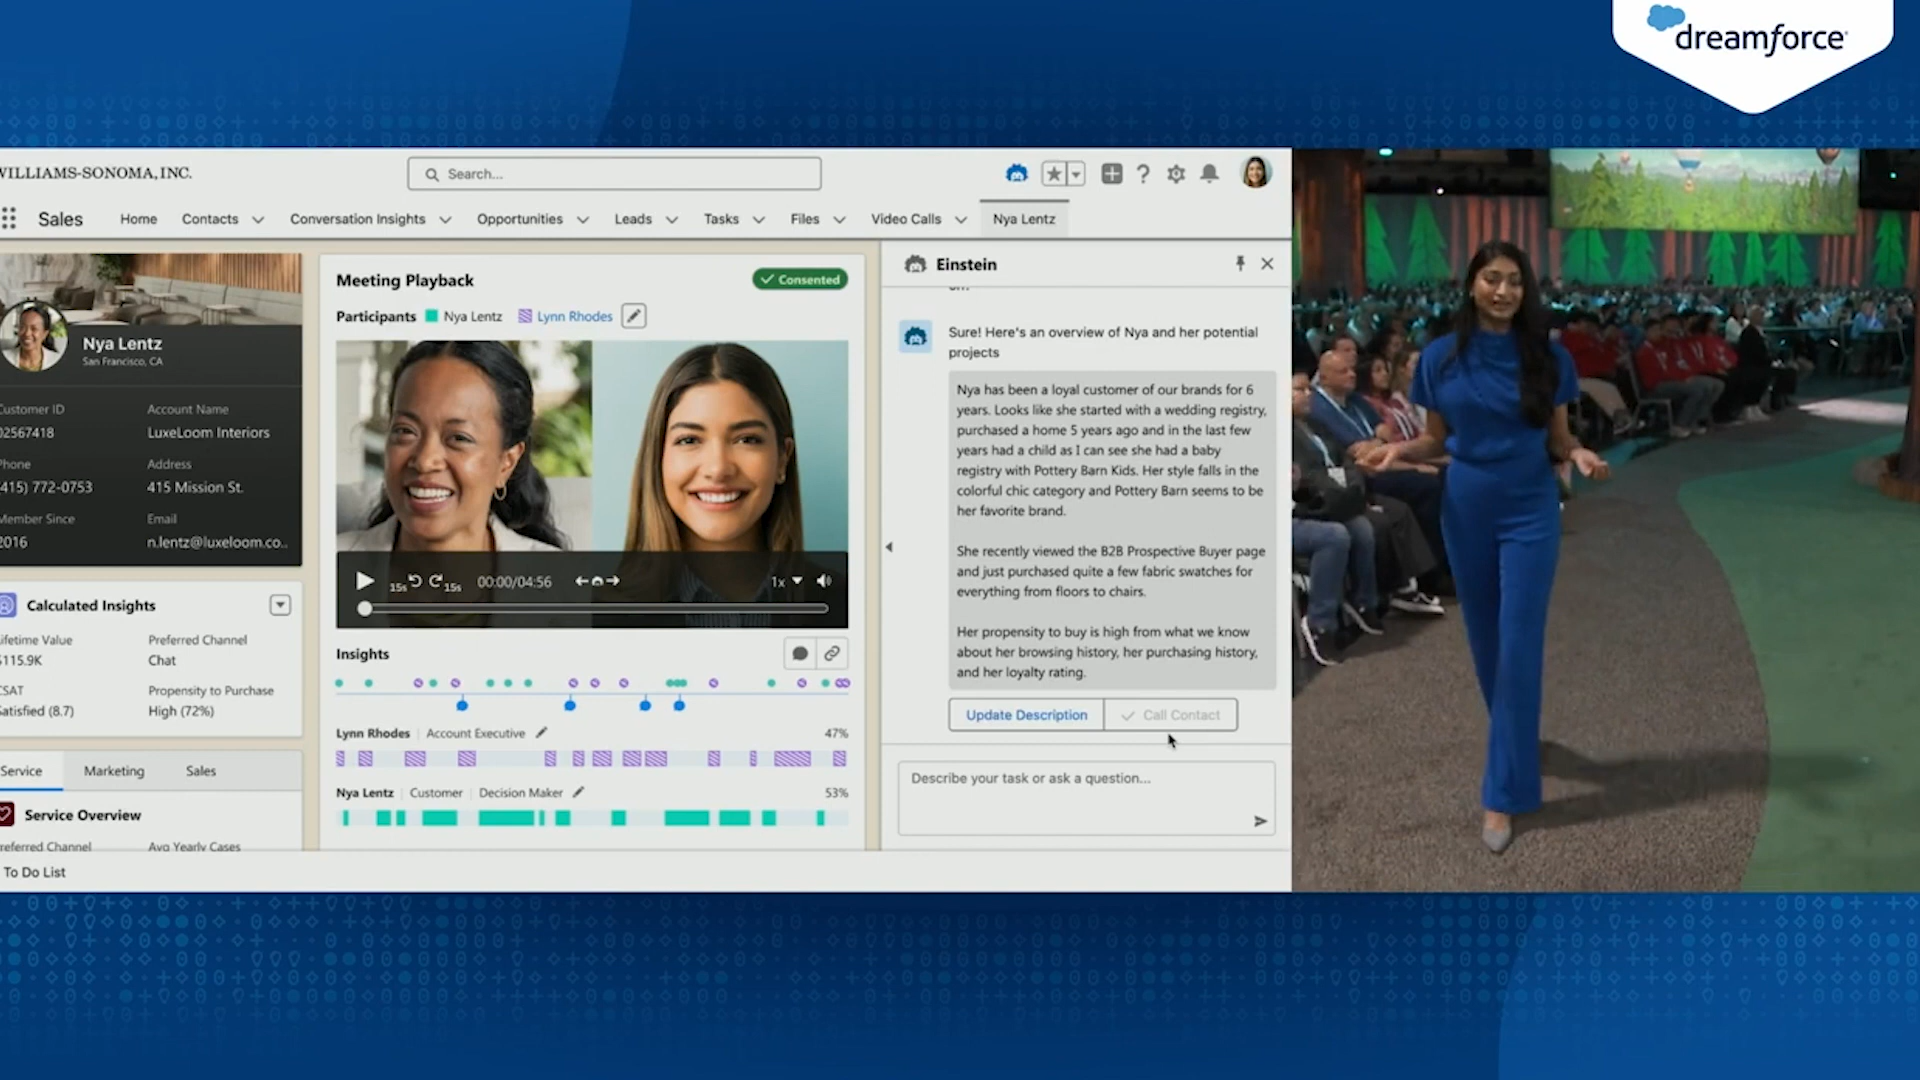 dreamforce
WILLIAMS-SONOMA, INC.
Search...
Sales
Home
Contacts
Conversation Insights
Opportunities
Leads
Tasks
Files
Video Calls
Nya Lentz
Nya Lentz
San Francisco, CA
Customer ID
Account Name
02567418
LuxeLoom Interiors
Phone
Address
(415) 772-0753
415 Mission St.
Member Since
Email
2016
n.lentz@luxeloom.co..
Calculated Insights
Lifetime Value
Preferred Channel
$115.9K
Chat
CSAT
Propensity to Purchase
Satisfied (8.7)
High (72%)
Service
Marketing
Sales
Service Overview
Preferred Channel
Avg Yearly Cases
To Do List
Meeting Playback
Consented
Participants
Nya Lentz
Lynn Rhodes
15s
15s
00:00/04:56
1x
Insights
Lynn Rhodes
Account Executive
47%
Nya Lentz
Customer
Decision Maker
53%
Einstein
Sure! Here's an overview of Nya and her potential
projects
Nya has been a loyal customer of our brands for 6
years. Looks like she started with a wedding registry,
purchased a home 5 years ago and in the last few
years had a child as I can see she had a baby
registry with Pottery Barn Kids. Her style falls in the
colorful chic category and Pottery Barn seems to be
her favorite brand.
She recently viewed the B2B Prospective Buyer page
and just purchased quite a few fabric swatches for
everything from floors to chairs.
Her propensity to buy is high from what we know
about her browsing history, her purchasing history,
and her loyalty rating.
Update Description
Call Contact
Describe your task or ask a question...